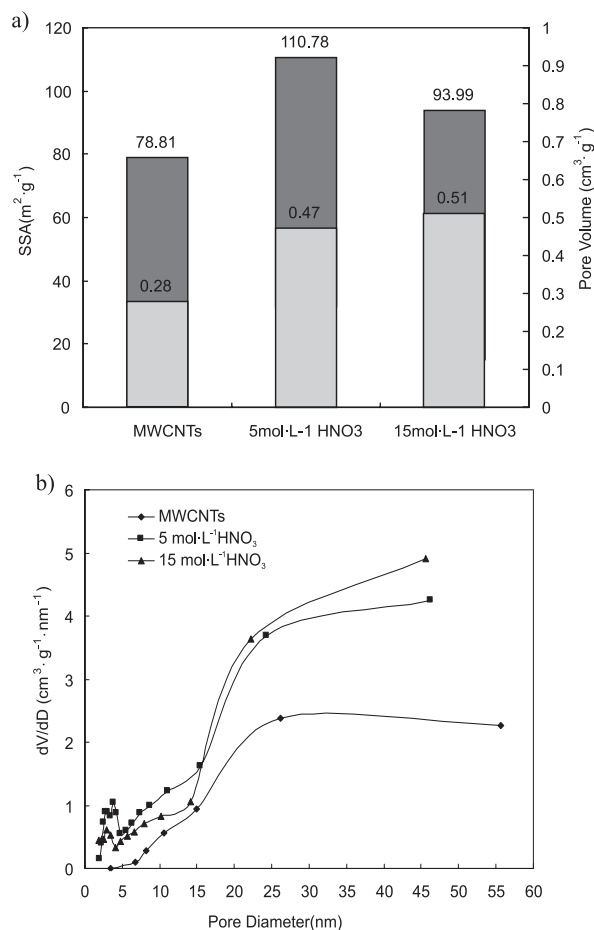 a)
120
100
80
60
40
20
0
SSA(m²·g⁻¹)
78.81
110.78
93.99
0.28
0.47
0.51
1
0.9
0.8
0.7
0.6
0.5
0.4
0.3
0.2
0.1
0
Pore Volume (cm³·g⁻¹)
MWCNTs 5mol·L-1 HNO3 15mol·L-1 HNO3
b)
6
5
4
3
2
1
0
dV/dD (cm³·g⁻¹·nm⁻¹)
MWCNTs
5 mol·L⁻¹HNO₃
15 mol·L⁻¹HNO₃
0 5 10 15 20 25 30 35 40 45 50 55 60
Pore Diameter(nm)